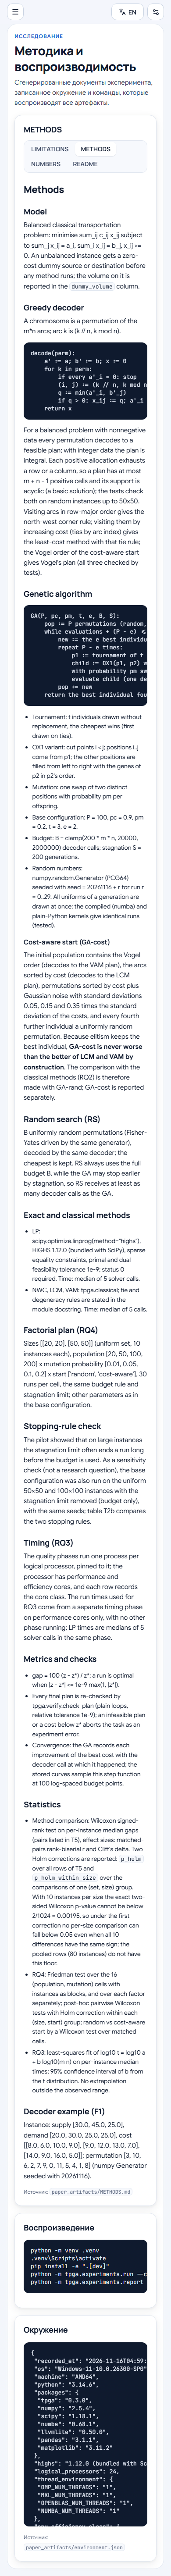 EN
ИССЛЕДОВАНИЕ
Методика и
воспроизводимость
Сгенерированные документы эксперимента,
записанное окружение и команды, которые
воспроизводят все артефакты.
METHODS
LIMITATIONS METHODS
NUMBERS README
Methods
Model
Balanced classical transportation
problem: minimise sum_ij c_ij x_ij subject
to sum_j x_ij = a_i, sum_i x_ij = b_j, x_ij >=
0. An unbalanced instance gets a zero-
cost dummy source or destination before
any method runs; the volume on it is
reported in the dummy_volume column.
Greedy decoder
A chromosome is a permutation of the
m*n arcs; arc k is (k // n, k mod n).
decode(perm):
a' := a; b' := b; x := 0
for k in perm:
if every a'_i = 0: stop
(i, j) := (k // n, k mod n
q := min(a'_i, b'_j)
if q > 0: x_ij := q; a'_i
return x
For a balanced problem with nonnegative
data every permutation decodes to a
feasible plan; with integer data the plan is
integral. Each positive allocation exhausts
a row or a column, so a plan has at most
m + n - 1 positive cells and its support is
acyclic (a basic solution); the tests check
both on random instances up to 50x50.
Visiting arcs in row-major order gives the
north-west corner rule; visiting them by
increasing cost (ties by arc index) gives
the least-cost method with that tie rule;
the Vogel order of the cost-aware start
gives Vogel's plan (all three checked by
tests).
Genetic algorithm
GA(P, pc, pm, t, e, B, S):
pop := P permutations (random,
while evaluations + (P - e) <=
new := the e best individua
repeat P - e times:
p1 := tournament of t
child := OX1(p1, p2) w
with probability pm sw
evaluate child (one de
pop := new
return the best individual fou
• Tournament: t individuals drawn without
replacement, the cheapest wins (first
drawn on ties).
• OX1 variant: cut points i < j; positions i..j
come from p1; the other positions are
filled from left to right with the genes of
p2 in p2's order.
• Mutation: one swap of two distinct
positions with probability pm per
offspring.
• Base configuration: P = 100, pc = 0.9, pm
= 0.2, t = 3, e = 2.
• Budget: B = clamp(200 * m * n, 20000,
2000000) decoder calls; stagnation S =
200 generations.
• Random numbers:
numpy.random.Generator (PCG64)
seeded with seed = 20261116 + r for run r
= 0..29. All uniforms of a generation are
drawn at once; the compiled (numba) and
plain-Python kernels give identical runs
(tested).
Cost-aware start (GA-cost)
The initial population contains the Vogel
order (decodes to the VAM plan), the arcs
sorted by cost (decodes to the LCM
plan), permutations sorted by cost plus
Gaussian noise with standard deviations
0.05, 0.15 and 0.35 times the standard
deviation of the costs, and every fourth
further individual a uniformly random
permutation. Because elitism keeps the
best individual, GA-cost is never worse
than the better of LCM and VAM by
construction. The comparison with the
classical methods (RQ2) is therefore
made with GA-rand; GA-cost is reported
separately.
Random search (RS)
B uniformly random permutations (Fisher-
Yates driven by the same generator),
decoded by the same decoder; the
cheapest is kept. RS always uses the full
budget B, while the GA may stop earlier
by stagnation, so RS receives at least as
many decoder calls as the GA.
Exact and classical methods
• LP:
scipy.optimize.linprog(method="highs"),
HiGHS 1.12.0 (bundled with SciPy), sparse
equality constraints, primal and dual
feasibility tolerance 1e-9; status 0
required. Time: median of 5 solver calls.
• NWC, LCM, VAM: tpga.classical; tie and
degeneracy rules are stated in the
module docstring. Time: median of 5 calls.
Factorial plan (RQ4)
Sizes [[20, 20], [50, 50]] (uniform set, 10
instances each), population [20, 50, 100,
200] x mutation probability [0.01, 0.05,
0.1, 0.2] x start ['random', 'cost-aware'], 30
runs per cell, the same budget rule and
stagnation limit; other parameters as in
the base configuration.
Stopping-rule check
The pilot showed that on large instances
the stagnation limit often ends a run long
before the budget is used. As a sensitivity
check (not a research question), the base
configuration was also run on the uniform
50×50 and 100×100 instances with the
stagnation limit removed (budget only),
with the same seeds; table T2b compares
the two stopping rules.
Timing (RQ3)
The quality phases run one process per
logical processor, pinned to it; the
processor has performance and
efficiency cores, and each row records
the core class. The run times used for
RQ3 come from a separate timing phase
on performance cores only, with no other
phase running; LP times are medians of 5
solver calls in the same phase.
Metrics and checks
• gap = 100 (z - z*) / z*; a run is optimal
when |z - z*| <= 1e-9 max(1, |z*|).
• Every final plan is re-checked by
tpga.verify.check_plan (plain loops,
relative tolerance 1e-9); an infeasible plan
or a cost below z* aborts the task as an
experiment error.
• Convergence: the GA records each
improvement of the best cost with the
decoder call at which it happened; the
stored curves sample this step function
at 100 log-spaced budget points.
Statistics
• Method comparison: Wilcoxon signed-
rank test on per-instance median gaps
(pairs listed in T5), effect sizes: matched-
pairs rank-biserial r and Cliff's delta. Two
Holm corrections are reported: p_holm
over all rows of T5 and
p_holm_within_size over the
comparisons of one (set, size) group.
With 10 instances per size the exact two-
sided Wilcoxon p-value cannot be below
2/1024 = 0.00195, so under the first
correction no per-size comparison can
fall below 0.05 even when all 10
differences have the same sign; the
pooled rows (80 instances) do not have
this floor.
• RQ4: Friedman test over the 16
(population, mutation) cells with
instances as blocks, and over each factor
separately; post-hoc pairwise Wilcoxon
tests with Holm correction within each
(size, start) group; random vs cost-aware
start by a Wilcoxon test over matched
cells.
• RQ3: least-squares fit of log10 t = log10 a
+ b log10(m n) on per-instance median
times; 95% confidence interval of b from
the t distribution. No extrapolation
outside the observed range.
Decoder example (F1)
Instance: supply [30.0, 45.0, 25.0],
demand [20.0, 30.0, 25.0, 25.0], cost
[[8.0, 6.0, 10.0, 9.0], [9.0, 12.0, 13.0, 7.0],
[14.0, 9.0, 16.0, 5.0]]; permutation [3, 10,
6, 2, 7, 9, 0, 11, 5, 4, 1, 8] (numpy Generator
seeded with 20261116).
Источник: paper_artifacts/METHODS.md
Воспроизведение
python -m venv .venv
.venv\Scripts\activate
pip install -e ".[dev]"
python -m tpga.experiments.run --c
python -m tpga.experiments.report
Окружение
{
"recorded_at": "2026-11-16T04:59:
"os": "Windows-11-10.0.26300-SP0"
"machine": "AMD64",
"python": "3.14.6",
"packages": {
"tpga": "0.3.0",
"numpy": "2.5.4",
"scipy": "1.18.1",
"numba": "0.68.1",
"llvmlite": "0.50.0",
"pandas": "3.1.1",
"matplotlib": "3.11.2"
},
"highs": "1.12.0 (bundled with Sc
"logical_processors": 24,
"thread_environment": {
"OMP_NUM_THREADS": "1",
"MKL_NUM_THREADS": "1",
"OPENBLAS_NUM_THREADS": "1",
"NUMBA_NUM_THREADS": "1"
Источник:
paper_artifacts/environment.json